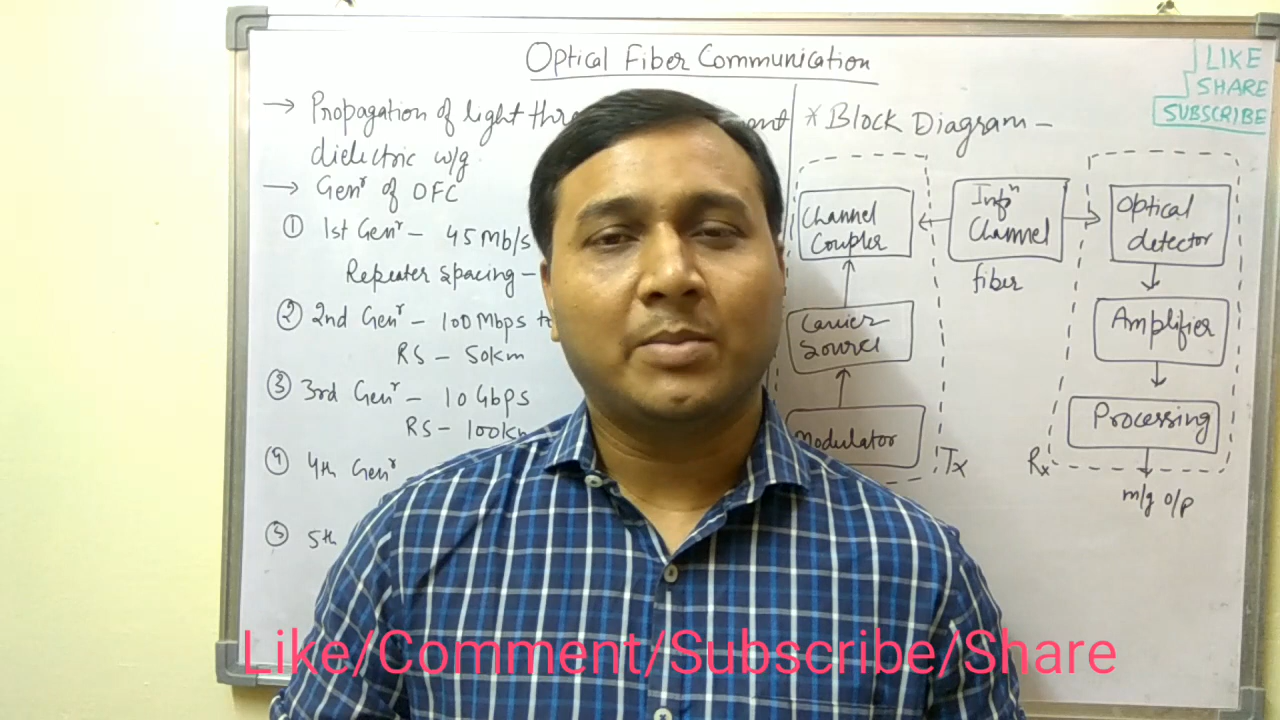 Optical Fiber Communication
LIKE
SHARE
SUBSCRIBE
→ Propagation of light
dielectric w/g
→ Genʳ of OFC
① 1st Genʳ – 45 Mb/s
Repeater spacing –
② 2nd Genʳ – 100 Mbps to
RS – 50km
③ 3rd Genʳ – 10 Gbps
RS – 100km
④ 4th Genʳ
⑤ 5th
* Block Diagram –
Channel
Coupler
Carrier
Source
Modulator
Tx
Infⁿ
Channel
fiber
Optical
detector
Amplifier
Processing
Rx
m/g o/p
Like/Comment/Subscribe/Share